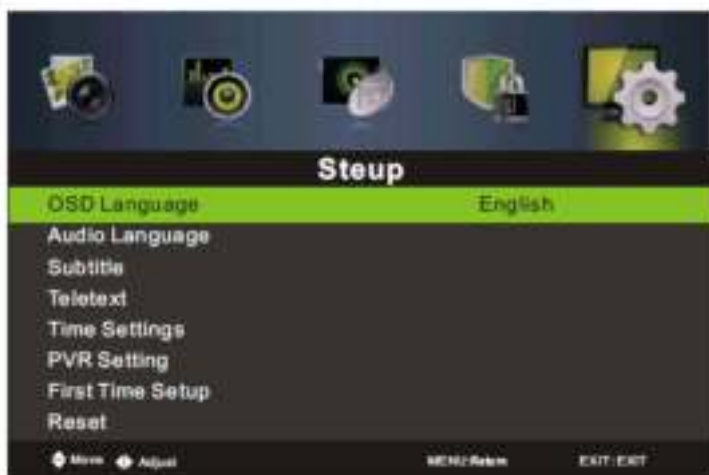 Steup
OSD Language English
Audio Language
Subtitle
Teletext
Time Settings
PVR Setting
First Time Setup
Reset
Move Adjust MENU:Return EXIT:EXIT